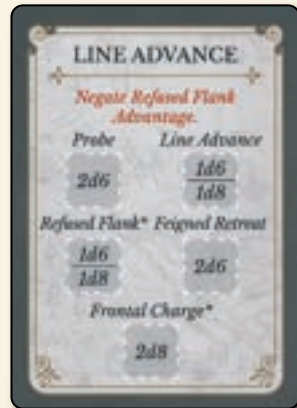 LINE ADVANCE
Negate Refused Flank
Advantage.
Probe Line Advance
2d6
1d6
1d8
Refused Flank* Feigned Retreat
1d6
1d8
2d6
Frontal Charge*
2d8